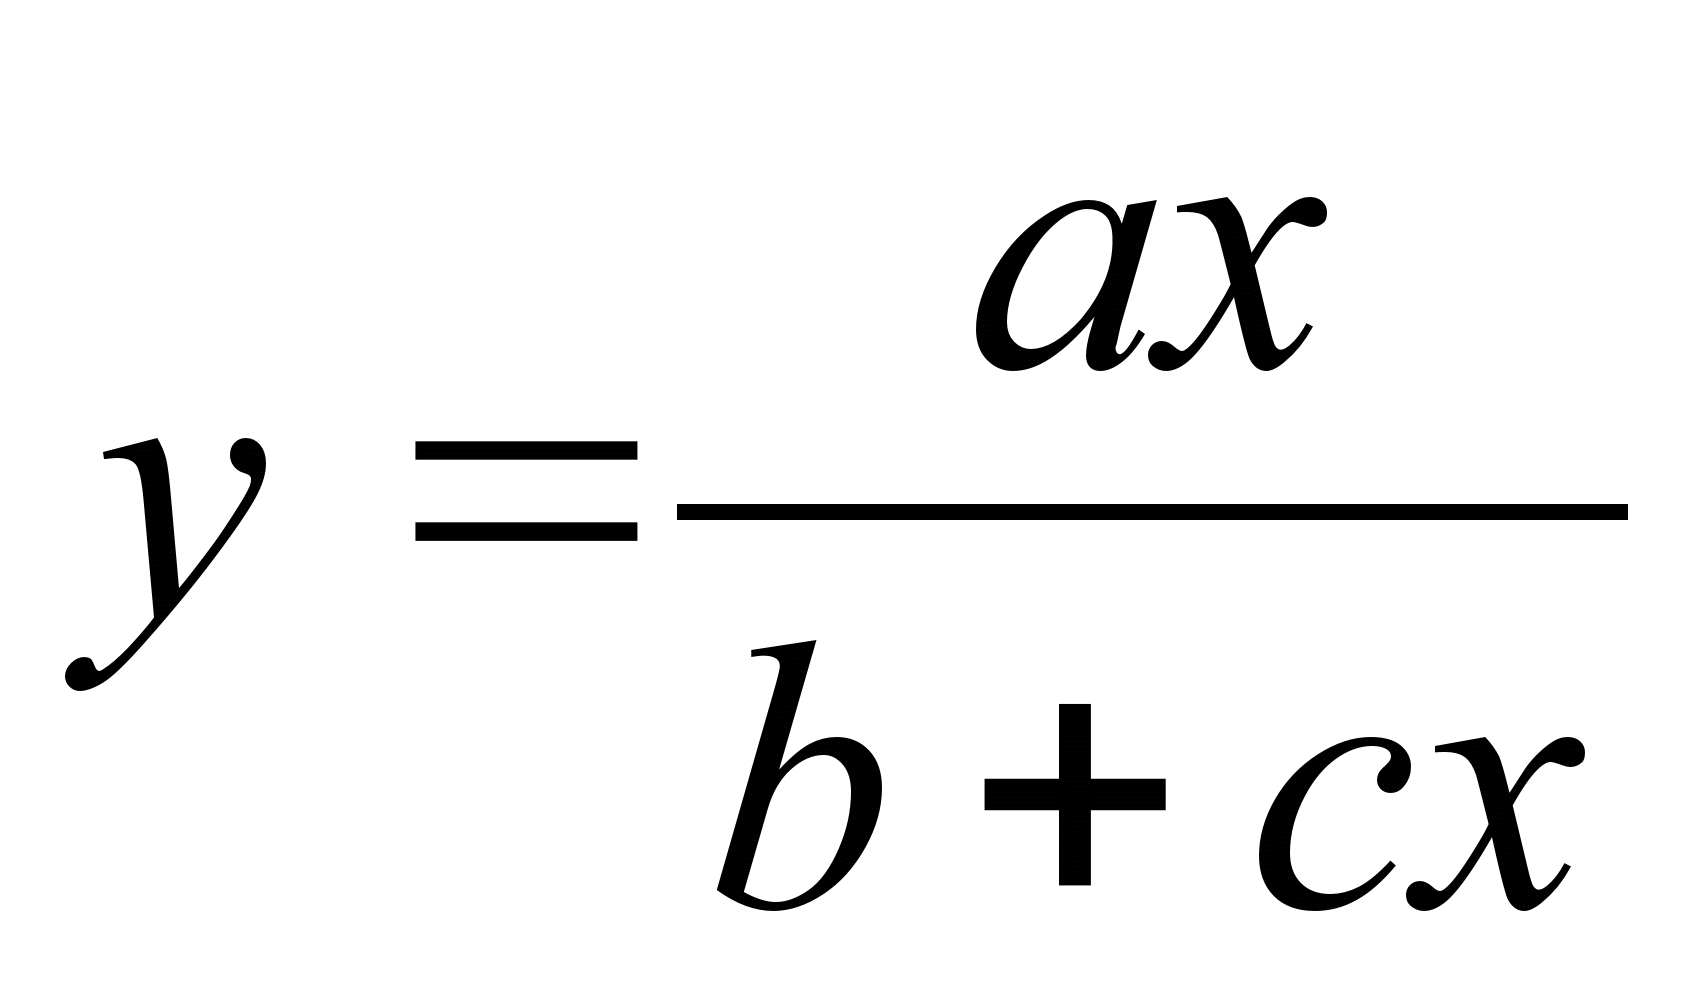 y = ax / b + cx